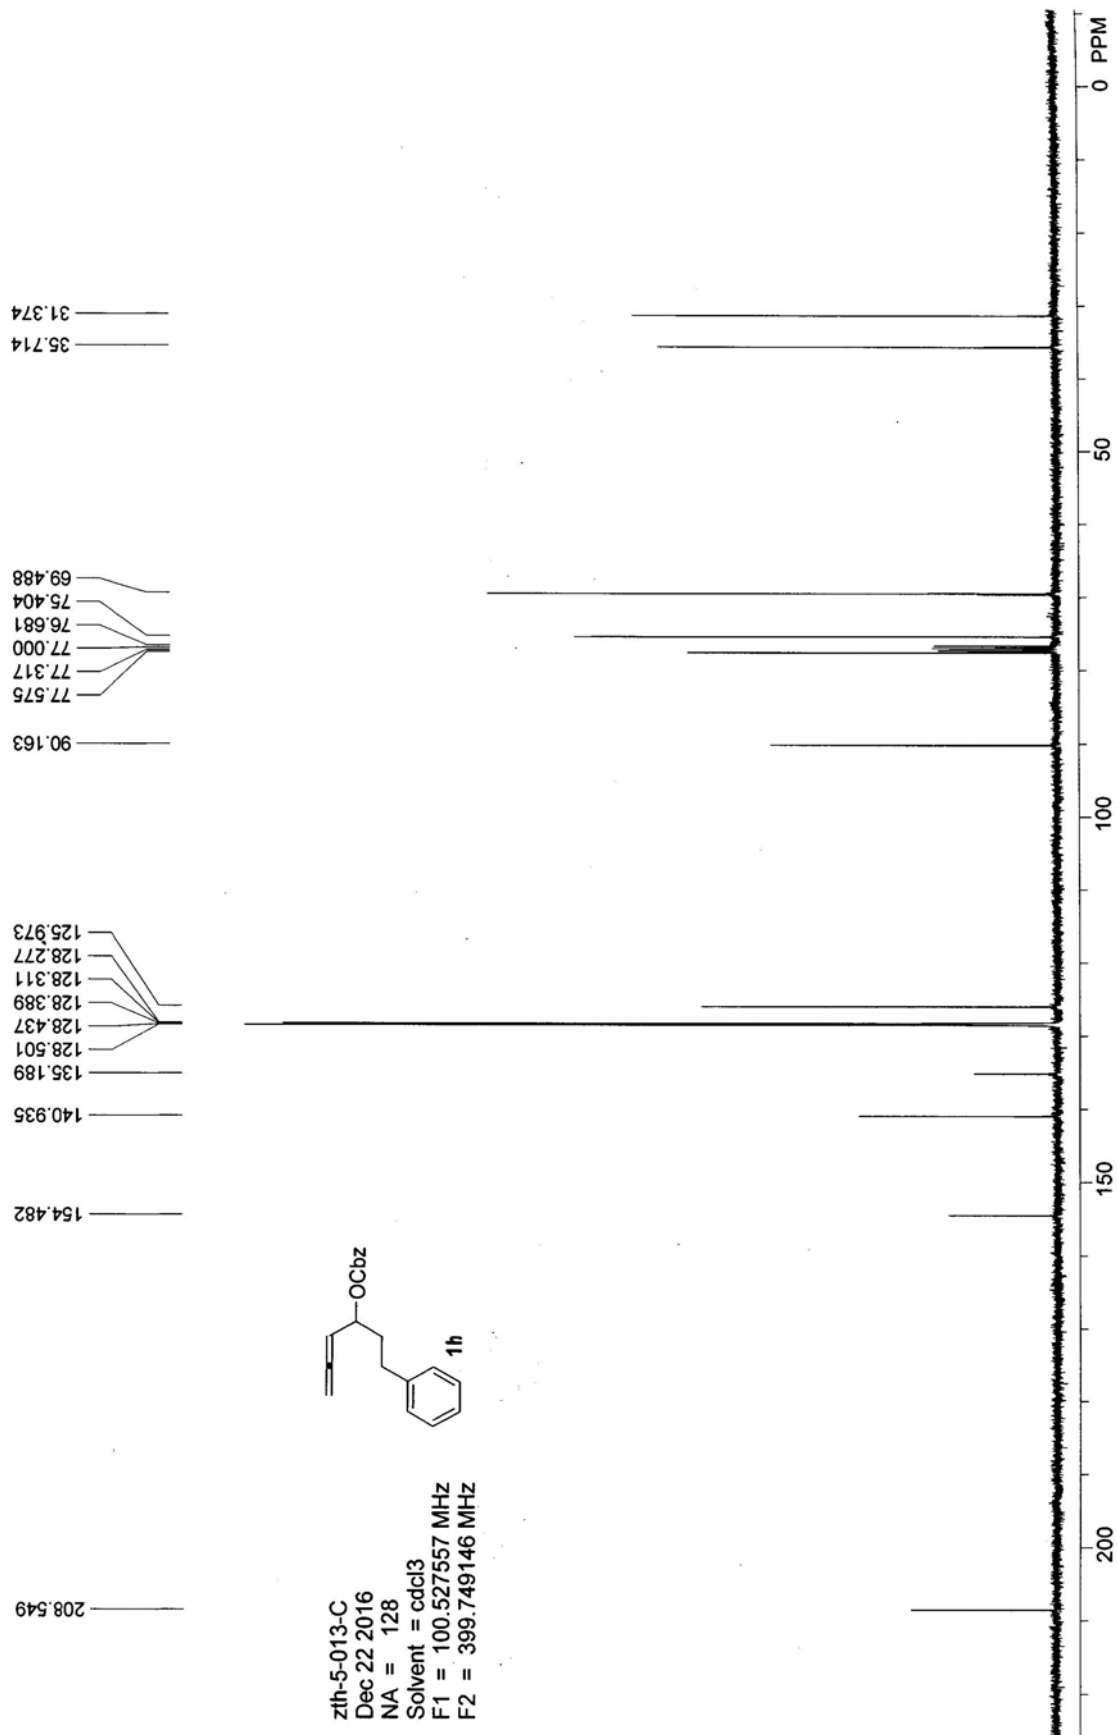 208.549
154.482
140.935
135.189
128.501
128.437
128.389
128.311
128.277
125.973
90.163
77.575
77.317
77.000
76.681
75.404
69.488
35.714
31.374
zth-5-013-C
Dec 22 2016
NA = 128
Solvent = cdcl3
F1 = 100.527557 MHz
F2 = 399.749146 MHz
OCbz
1h
200
150
100
50
0 PPM